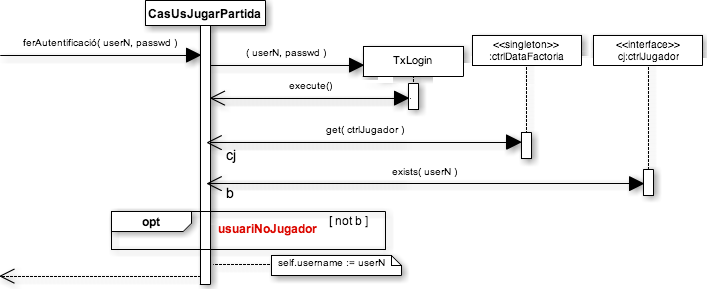 CasUsJugarPartida
ferAutentificació( userN, passwd )
( userN, passwd )
TxLogin
<<singleton>>
:ctrlDataFactoria
<<interface>>
cj:ctrlJugador
execute()
get( ctrlJugador )
cj
exists( userN )
b
opt
[ not b ]
usuariNoJugador
self.username := userN